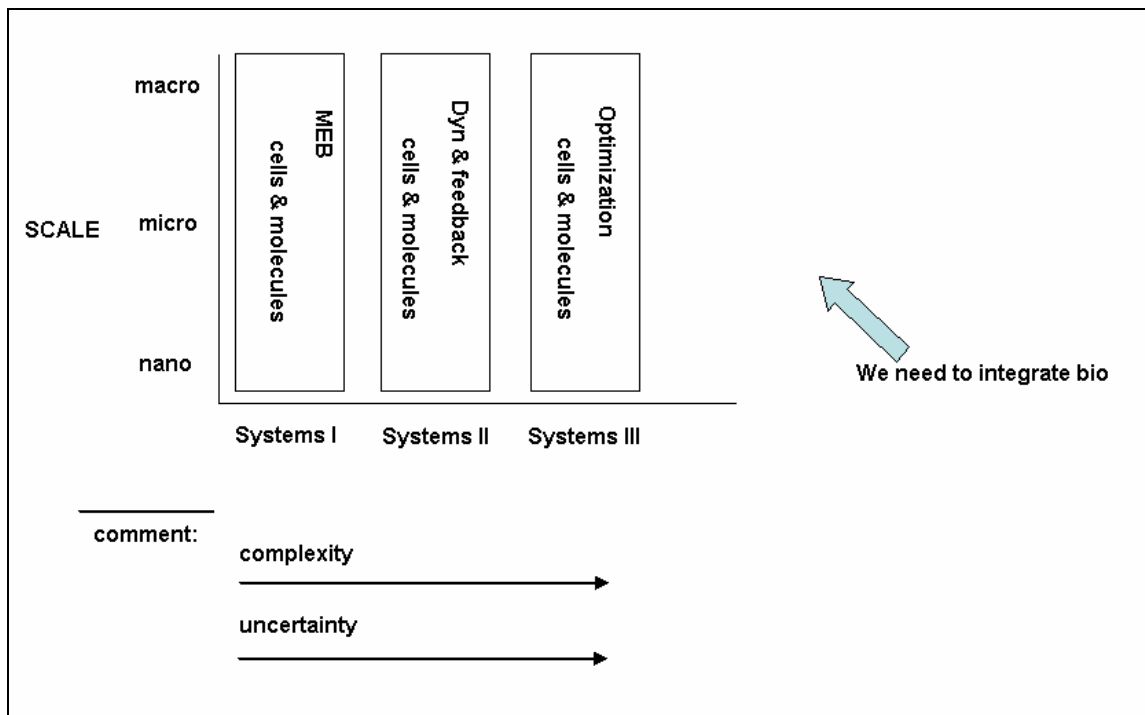 macro
SCALE
micro
nano
MEB
cells & molecules
Dyn & feedback
cells & molecules
Optimization
cells & molecules
We need to integrate bio
Systems I
Systems II
Systems III
comment:
complexity
uncertainty